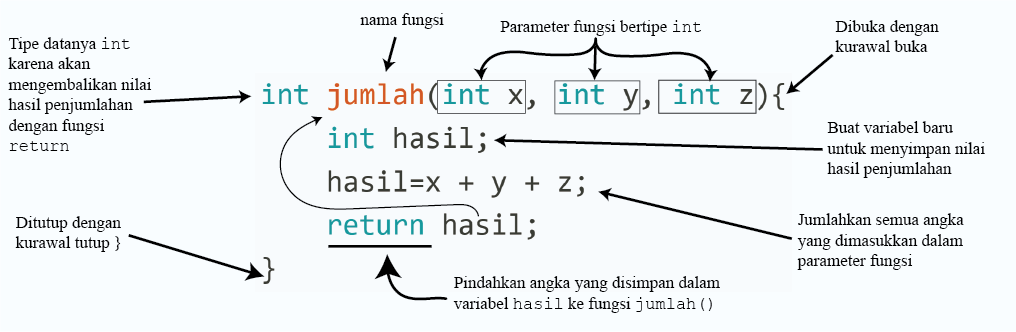 nama fungsi
Parameter fungsi bertipe int
Dibuka dengan
kurawal buka
Tipe datanya int
karena akan
mengembalikan nilai
hasil penjumlahan
dengan fungsi
return
int jumlah(int x, int y, int z){
int hasil;
hasil=x + y + z;
return hasil;
}
Buat variabel baru
untuk menyimpan nilai
hasil penjumlahan
Jumlahkan semua angka
yang dimasukkan dalam
parameter fungsi
Ditutup dengan
kurawal tutup }
Pindahkan angka yang disimpan dalam
variabel hasil ke fungsi jumlah()